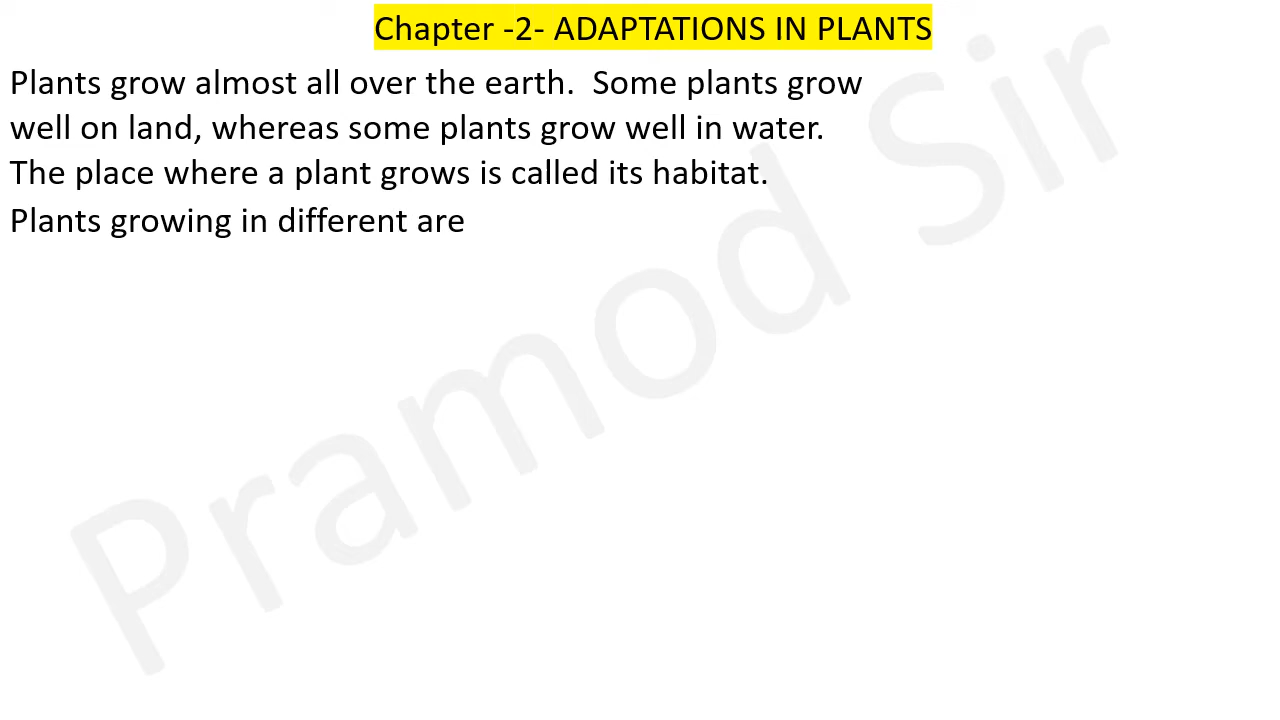 Chapter -2- ADAPTATIONS IN PLANTS
Plants grow almost all over the earth.  Some plants grow
well on land, whereas some plants grow well in water.
The place where a plant grows is called its habitat.
Plants growing in different are
Pramod Sir